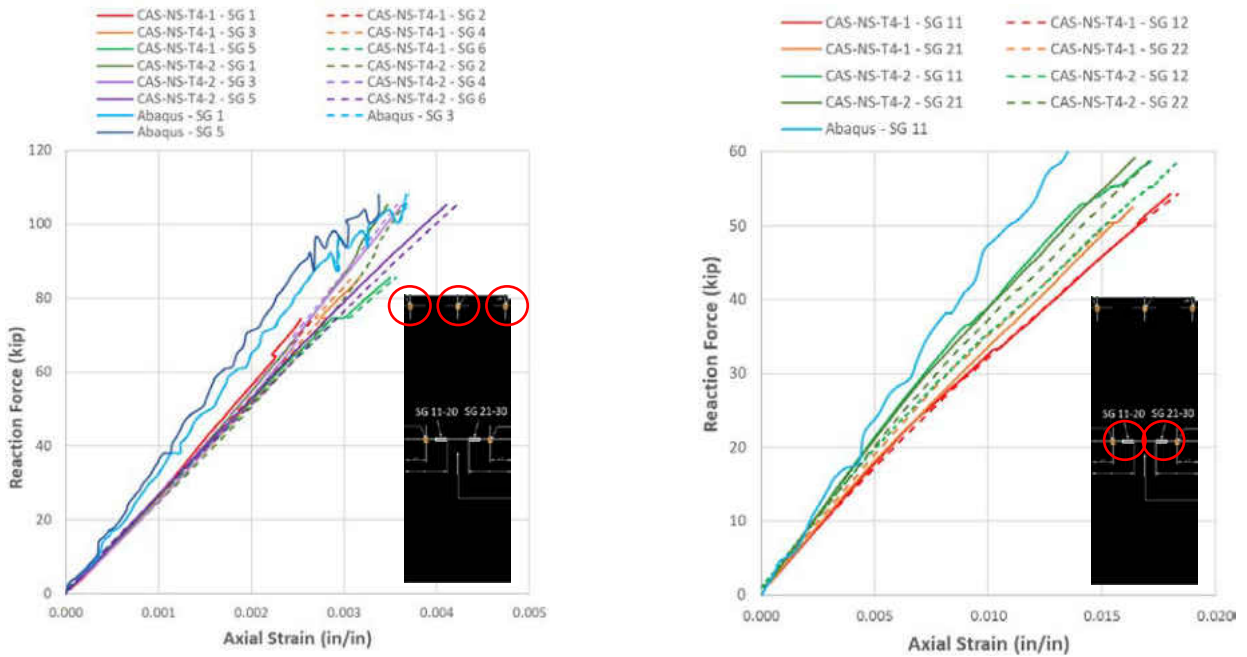 CAS-NS-T4-1 - SG 1
CAS-NS-T4-1 - SG 2
CAS-NS-T4-1 - SG 3
CAS-NS-T4-1 - SG 4
CAS-NS-T4-1 - SG 5
CAS-NS-T4-1 - SG 6
CAS-NS-T4-2 - SG 1
CAS-NS-T4-2 - SG 2
CAS-NS-T4-2 - SG 3
CAS-NS-T4-2 - SG 4
CAS-NS-T4-2 - SG 5
CAS-NS-T4-2 - SG 6
Abaqus - SG 1
Abaqus - SG 3
Abaqus - SG 5
120
100
80
60
40
20
0
Reaction Force (kip)
SG 11-20 SG 21-30
0.000 0.001 0.002 0.003 0.004 0.005
Axial Strain (in/in)
CAS-NS-T4-1 - SG 11
CAS-NS-T4-1 - SG 12
CAS-NS-T4-1 - SG 21
CAS-NS-T4-1 - SG 22
CAS-NS-T4-2 - SG 11
CAS-NS-T4-2 - SG 12
CAS-NS-T4-2 - SG 21
CAS-NS-T4-2 - SG 22
Abaqus - SG 11
60
50
40
30
20
10
0
Reaction Force (kip)
SG 11-20 SG 21-30
0.000 0.005 0.010 0.015 0.020
Axial Strain (in/in)